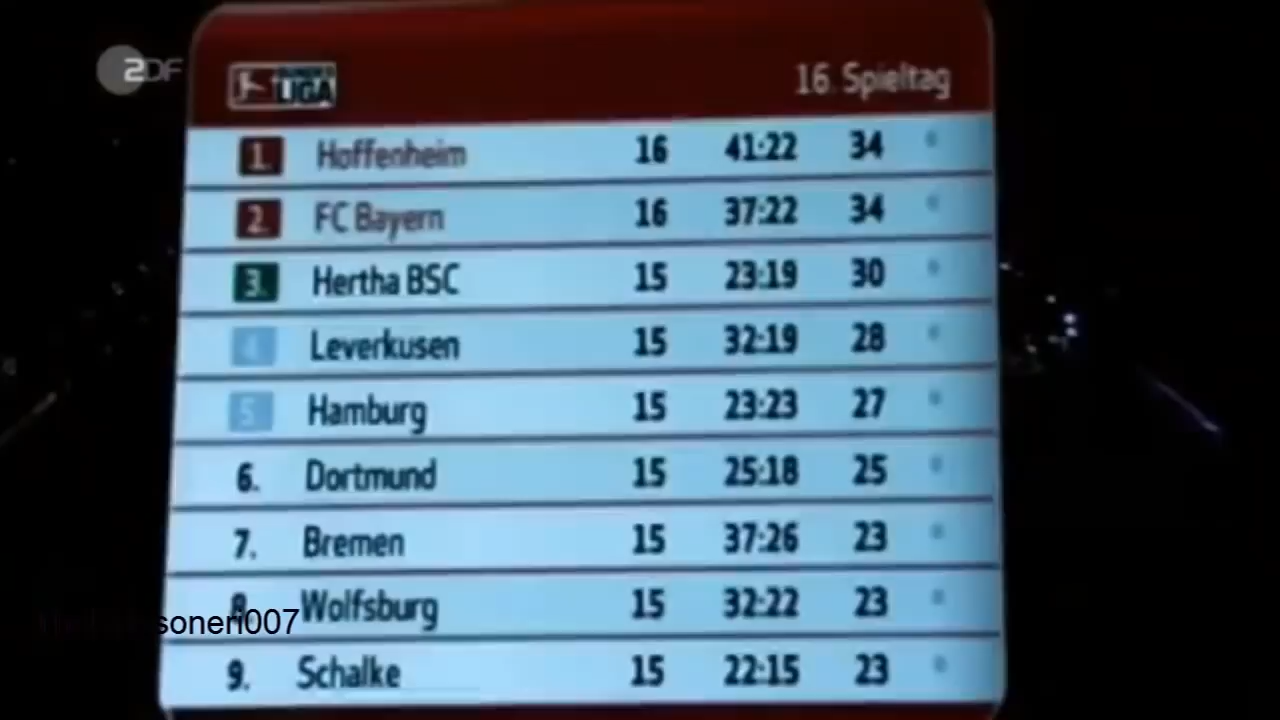 2DF
LIGA
16. Spieltag
1. Hoffenheim 16 41:22 34
2. FC Bayern 16 37:22 34
3. Hertha BSC 15 23:19 30
4. Leverkusen 15 32:19 28
5. Hamburg 15 23:23 27
6. Dortmund 15 25:18 25
7. Bremen 15 37:26 23
8. Wolfsburg 15 32:22 23
soneri007
9. Schalke 15 22:15 23